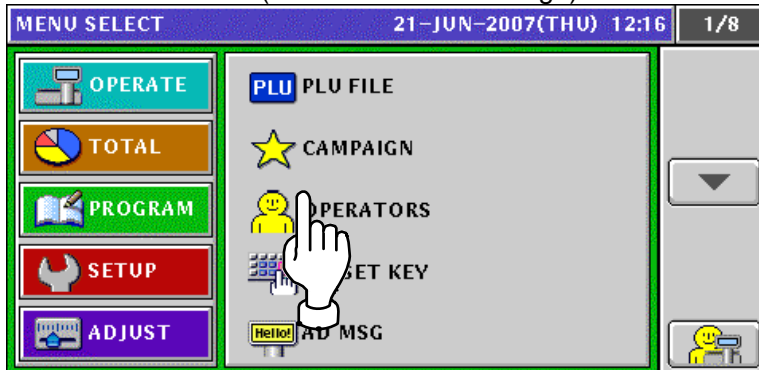 MENU SELECT 21-JUN-2007(THU) 12:16 1/8
OPERATE
TOTAL
PROGRAM
SETUP
ADJUST
PLU PLU FILE
CAMPAIGN
OPERATORS
SET KEY
Hello! AD MSG